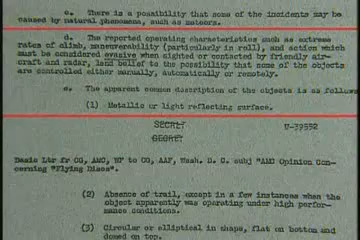 c. There is a possibility that some of the incidents may be
caused by natural phenomena, such as meteors.
d. The reported operating characteristics such as extreme
rates of climb, maneuverability (particularly in roll), and action which
must be considered evasive when sighted or contacted by friendly air-
craft and radar, lend belief to the possibility that some of the objects
are controlled either manually, automatically or remotely.
e. The apparent common description of the objects is as follows
(1) Metallic or light reflecting surface.
SECRET
SECRET
U-39552
Basic Ltr fr CG, AMC, WF to CG, AAF, Wash. D. C. subj "AMC Opinion Con-
cerning "Flying Discs".
(2) Absence of trail, except in a few instances when the
object apparently was operating under high perfor-
mance conditions.
(3) Circular or elliptical in shape, flat on bottom and
domed on top.